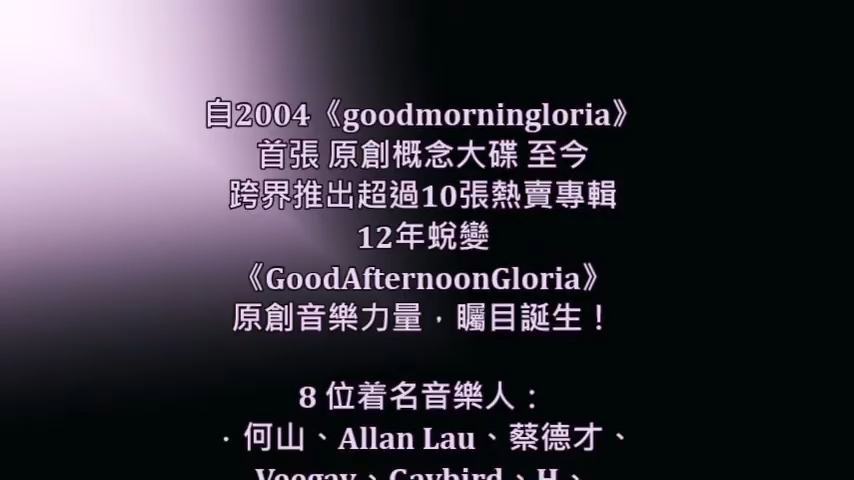 自2004《goodmorningloria》
首張 原創概念大碟 至今
跨界推出超過10張熱賣專輯
12年蛻變
《GoodAfternoonGloria》
原創音樂力量，矚目誕生！
8 位着名音樂人：
．何山、Allan Lau、蔡德才、